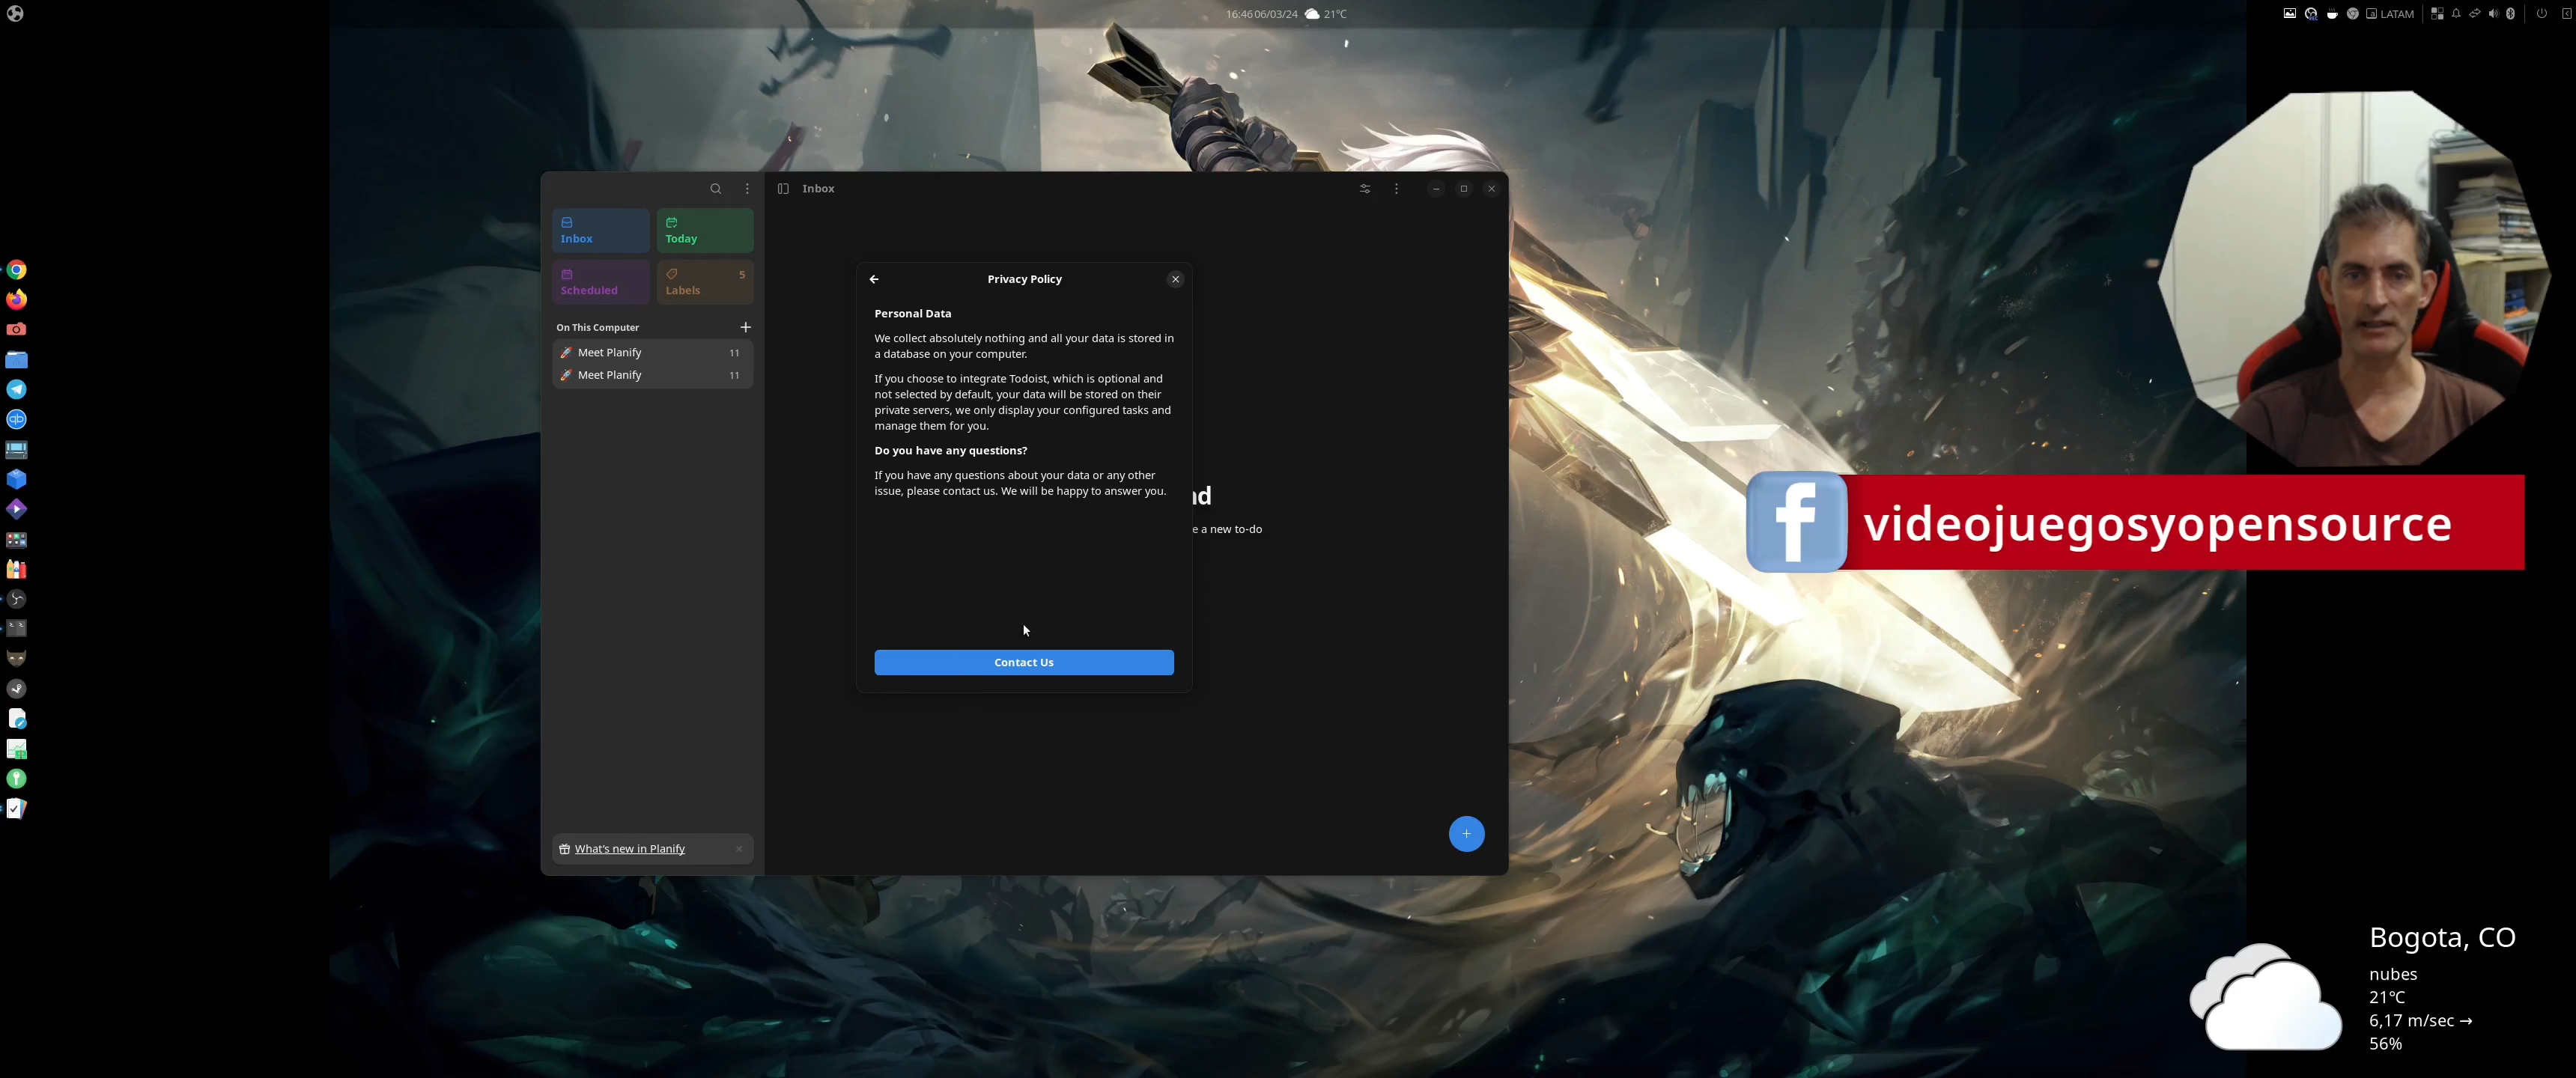 16:46 06/03/24 21°C
LATAM
Inbox
Inbox
Today
Scheduled
5
Labels
On This Computer
Meet Planify 11
Meet Planify 11
What's new in Planify
Privacy Policy
Personal Data
We collect absolutely nothing and all your data is stored in
a database on your computer.
If you choose to integrate Todoist, which is optional and
not selected by default, your data will be stored on their
private servers, we only display your configured tasks and
manage them for you.
Do you have any questions?
If you have any questions about your data or any other
issue, please contact us. We will be happy to answer you.
Contact Us
nd
e a new to-do
videojuegosyopensource
Bogota, CO
nubes
21°C
6,17 m/sec →
56%